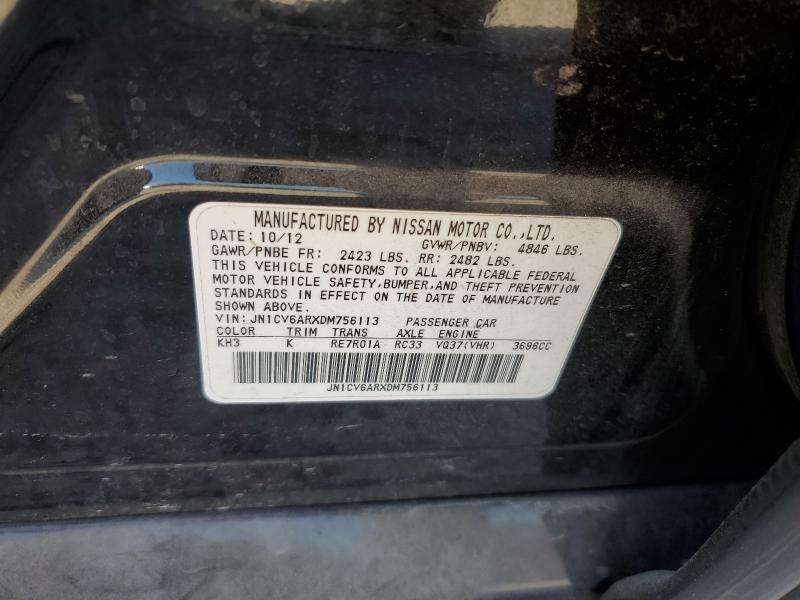 MANUFACTURED BY NISSAN MOTOR CO.,LTD.
DATE: 10/12 GVWR/PNBV: 4846 LBS.
GAWR/PNBE FR: 2423 LBS. RR: 2482 LBS.
THIS VEHICLE CONFORMS TO ALL APPLICABLE FEDERAL
MOTOR VEHICLE SAFETY,BUMPER,AND THEFT PREVENTION
STANDARDS IN EFFECT ON THE DATE OF MANUFACTURE
SHOWN ABOVE.
VIN: JN1CV6ARXDM756113 PASSENGER CAR
COLOR TRIM TRANS AXLE ENGINE
KH3 K RE7R01A RC33 VQ37(VHR) 3696CC
JN1CV6ARXDM756113